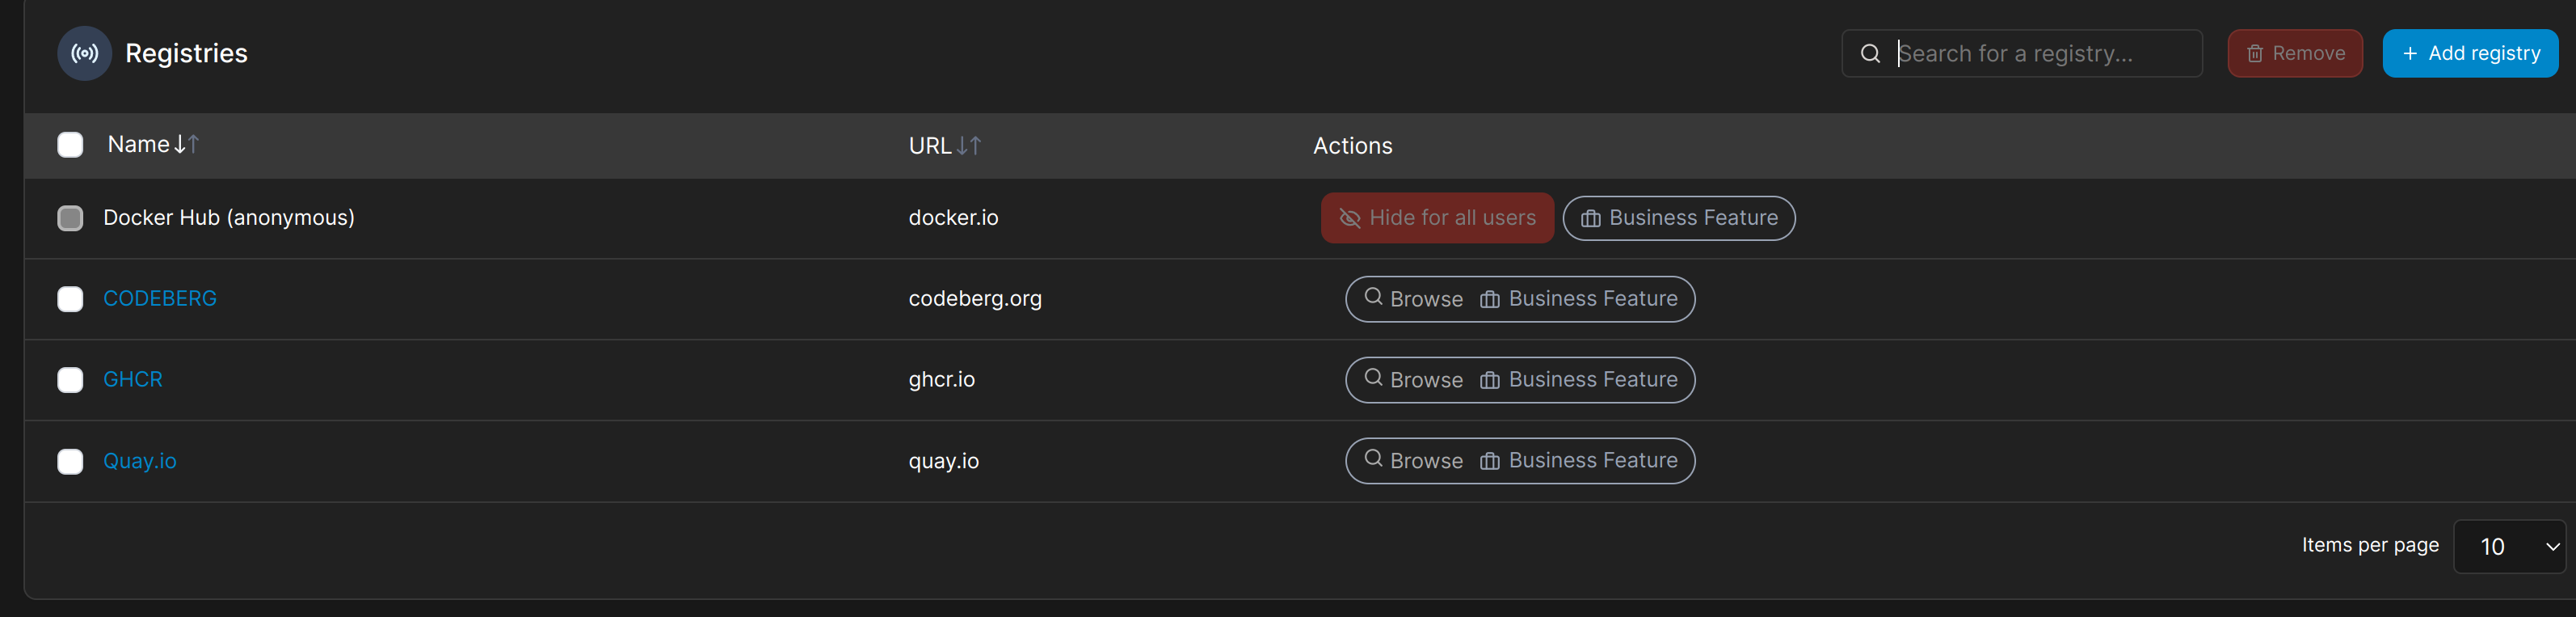 Registries
Search for a registry...
Remove
Add registry
Name URL Actions
Docker Hub (anonymous) docker.io Hide for all users Business Feature
CODEBERG codeberg.org Browse Business Feature
GHCR ghcr.io Browse Business Feature
Quay.io quay.io Browse Business Feature
Items per page 10